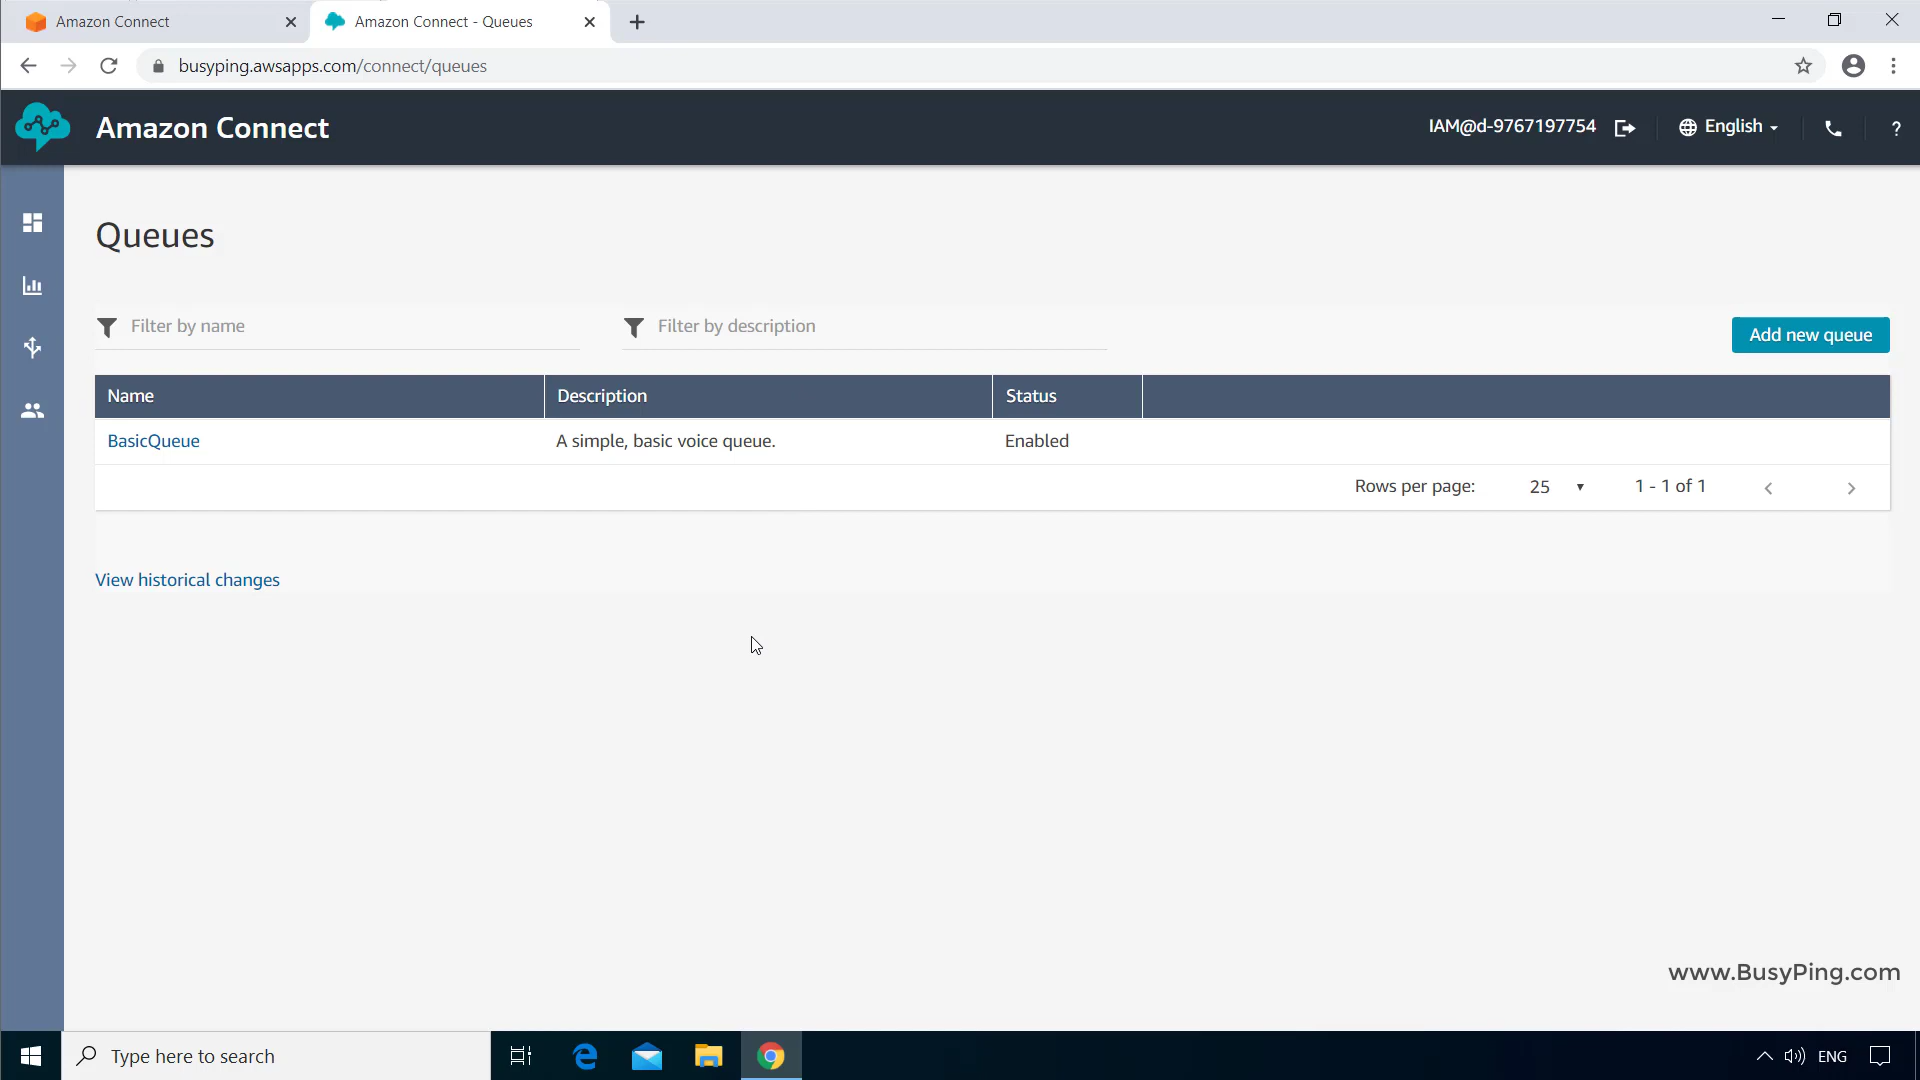 Amazon Connect
Amazon Connect - Queues
busyping.awsapps.com/connect/queues
Amazon Connect
IAM@d-9767197754
English
?
Queues
Filter by name
Filter by description
Add new queue
Name
Description
Status
BasicQueue
A simple, basic voice queue.
Enabled
Rows per page:
25
1 - 1 of 1
View historical changes
www.BusyPing.com
Type here to search
ENG